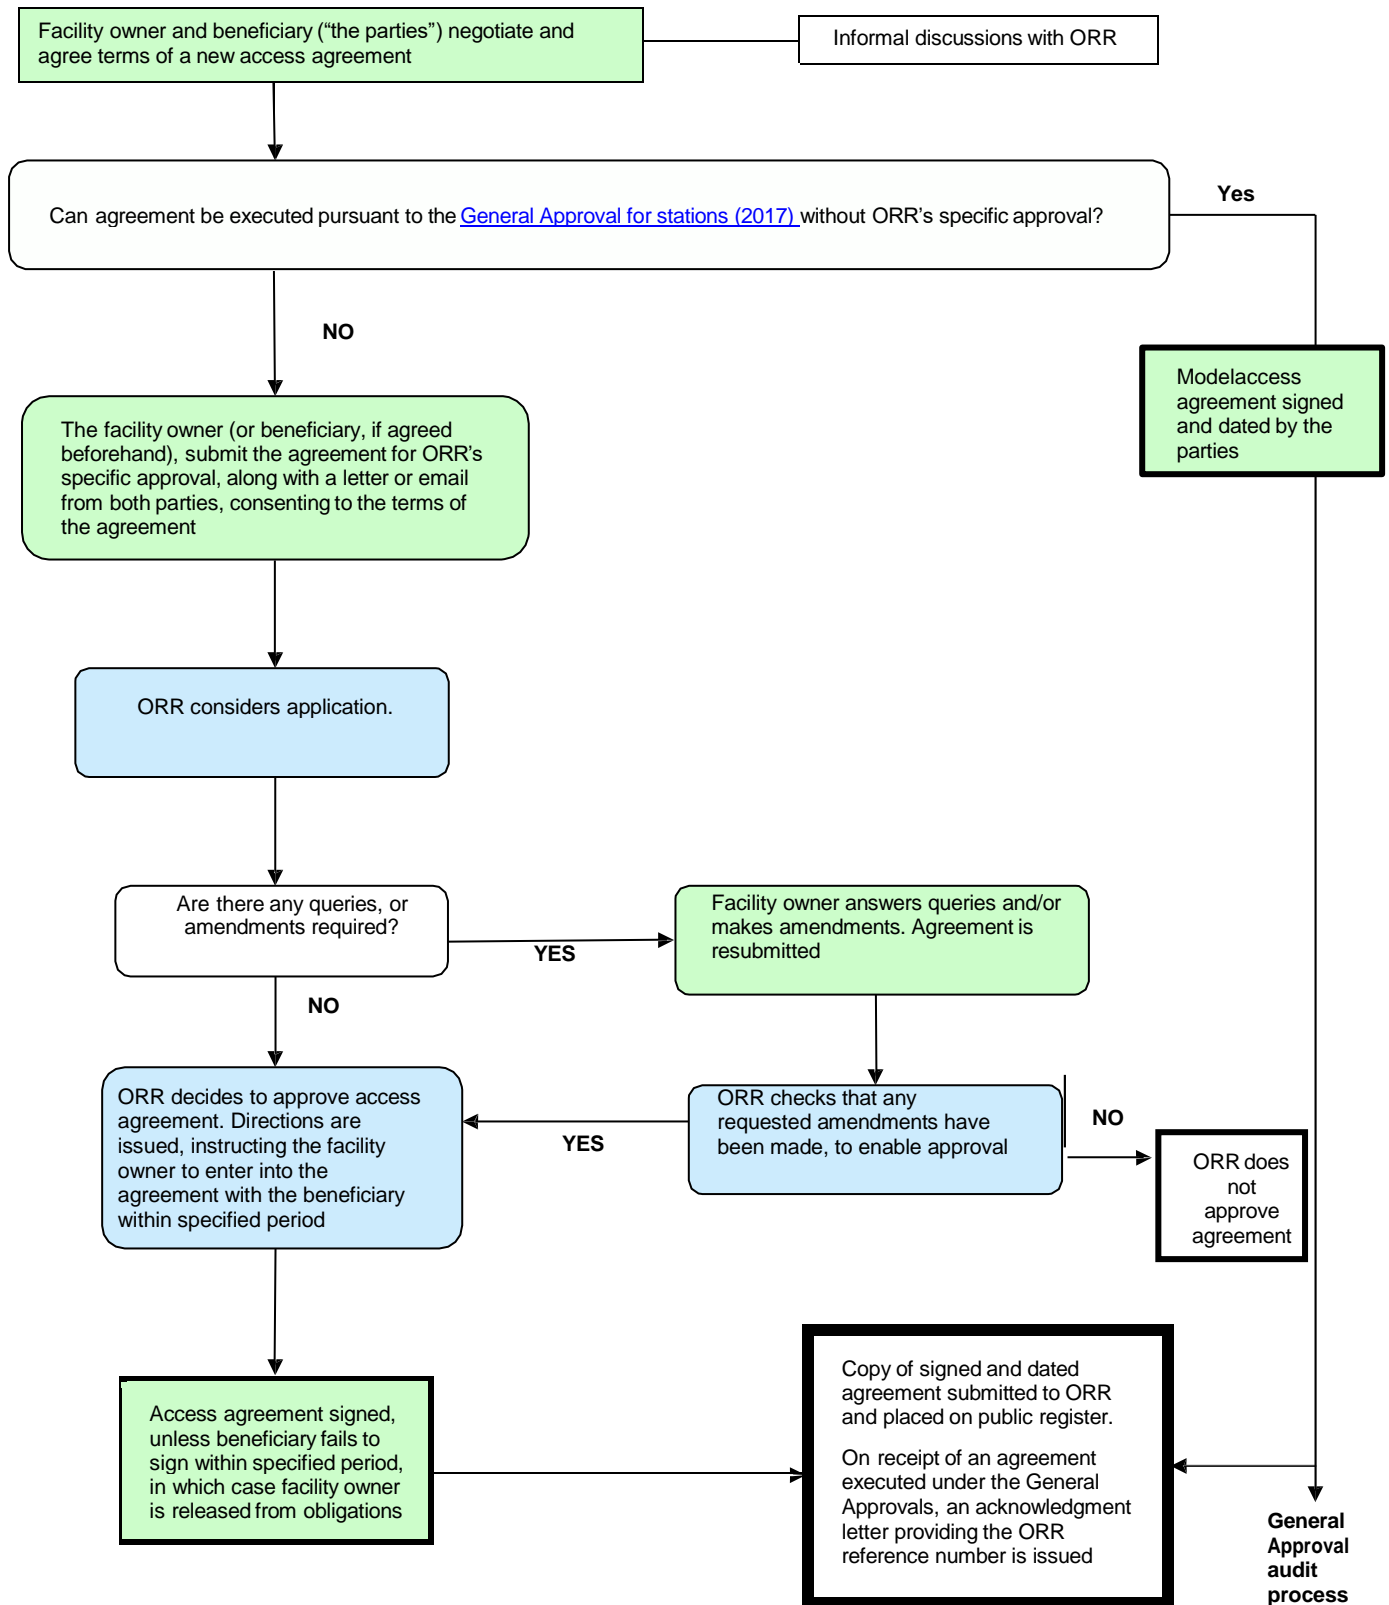 Facility owner and beneficiary (“the parties”) negotiate and
agree terms of a new access agreement
Informal discussions with ORR
Can agreement be executed pursuant to the General Approval for stations (2017) without ORR’s specific approval?
Yes
NO
Modelaccess
agreement signed
and dated by the
parties
The facility owner (or beneficiary, if agreed
beforehand), submit the agreement for ORR’s
specific approval, along with a letter or email
from both parties, consenting to the terms of
the agreement
ORR considers application.
Are there any queries, or
amendments required?
YES
Facility owner answers queries and/or
makes amendments. Agreement is
resubmitted
NO
ORR decides to approve access
agreement. Directions are
issued, instructing the facility
owner to enter into the
agreement with the beneficiary
within specified period
YES
ORR checks that any
requested amendments have
been made, to enable approval
NO
ORR does
not
approve
agreement
Access agreement signed,
unless beneficiary fails to
sign within specified period,
in which case facility owner
is released from obligations
Copy of signed and dated
agreement submitted to ORR
and placed on public register.
On receipt of an agreement
executed under the General
Approvals, an acknowledgment
letter providing the ORR
reference number is issued
General
Approval
audit
process